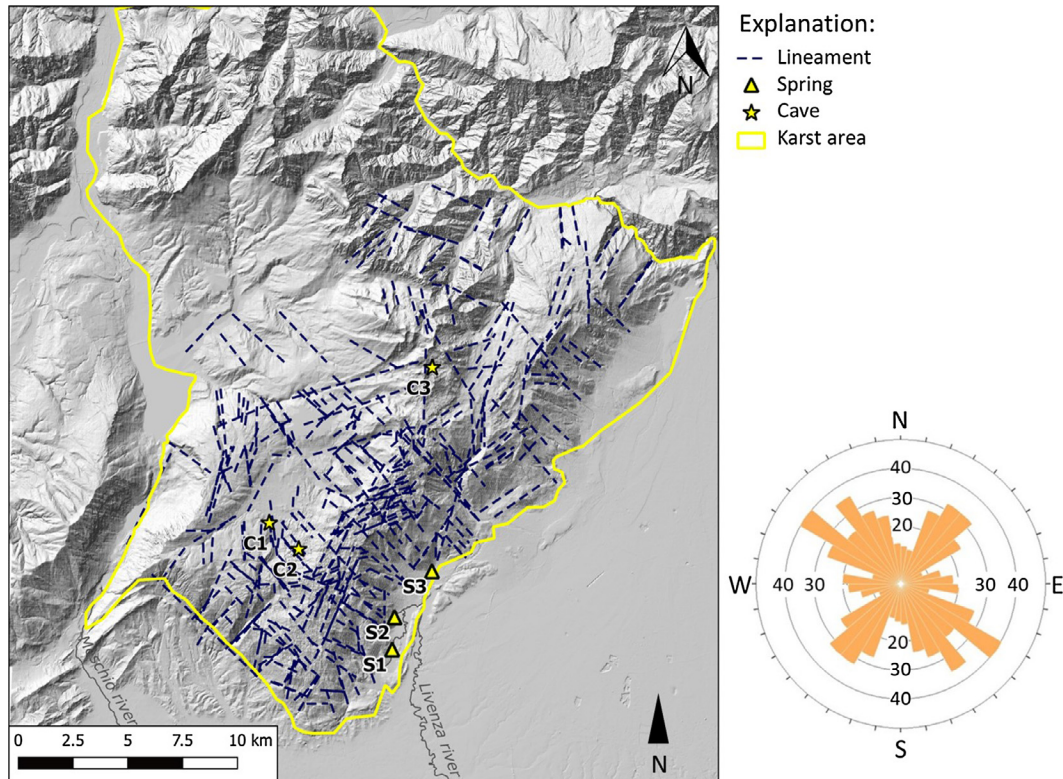 Explanation:
Lineament
Spring
Cave
Karst area
N
C3
C1
C2
S3
S2
S1
Meschio river
Livenza river
N
0 2.5 5 7.5 10 km
N
40
30
20
W 40 30 30 40 E
20
30
40
S